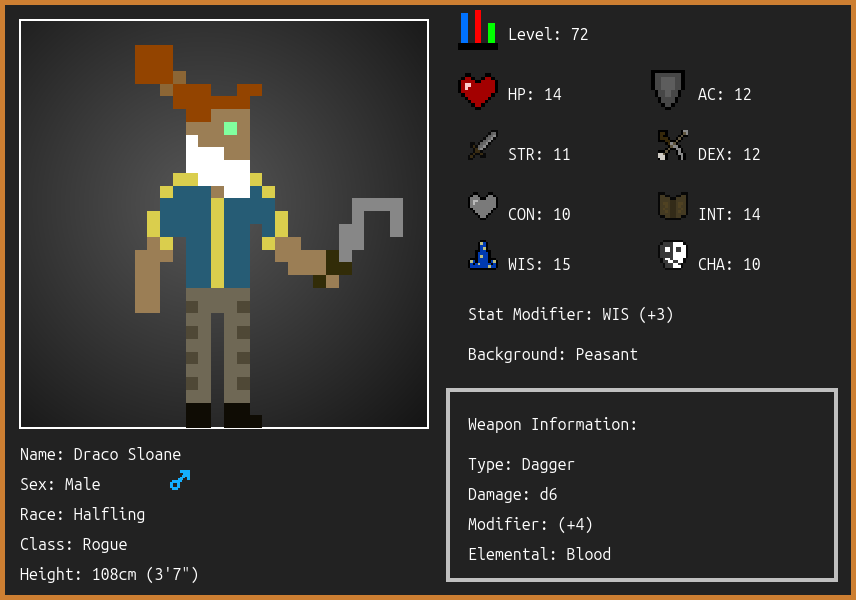 Level: 72
HP: 14
AC: 12
STR: 11
DEX: 12
CON: 10
INT: 14
WIS: 15
CHA: 10
Stat Modifier: WIS (+3)
Background: Peasant
Weapon Information:
Type: Dagger
Damage: d6
Modifier: (+4)
Elemental: Blood
Name: Draco Sloane
Sex: Male
Race: Halfling
Class: Rogue
Height: 108cm (3'7")